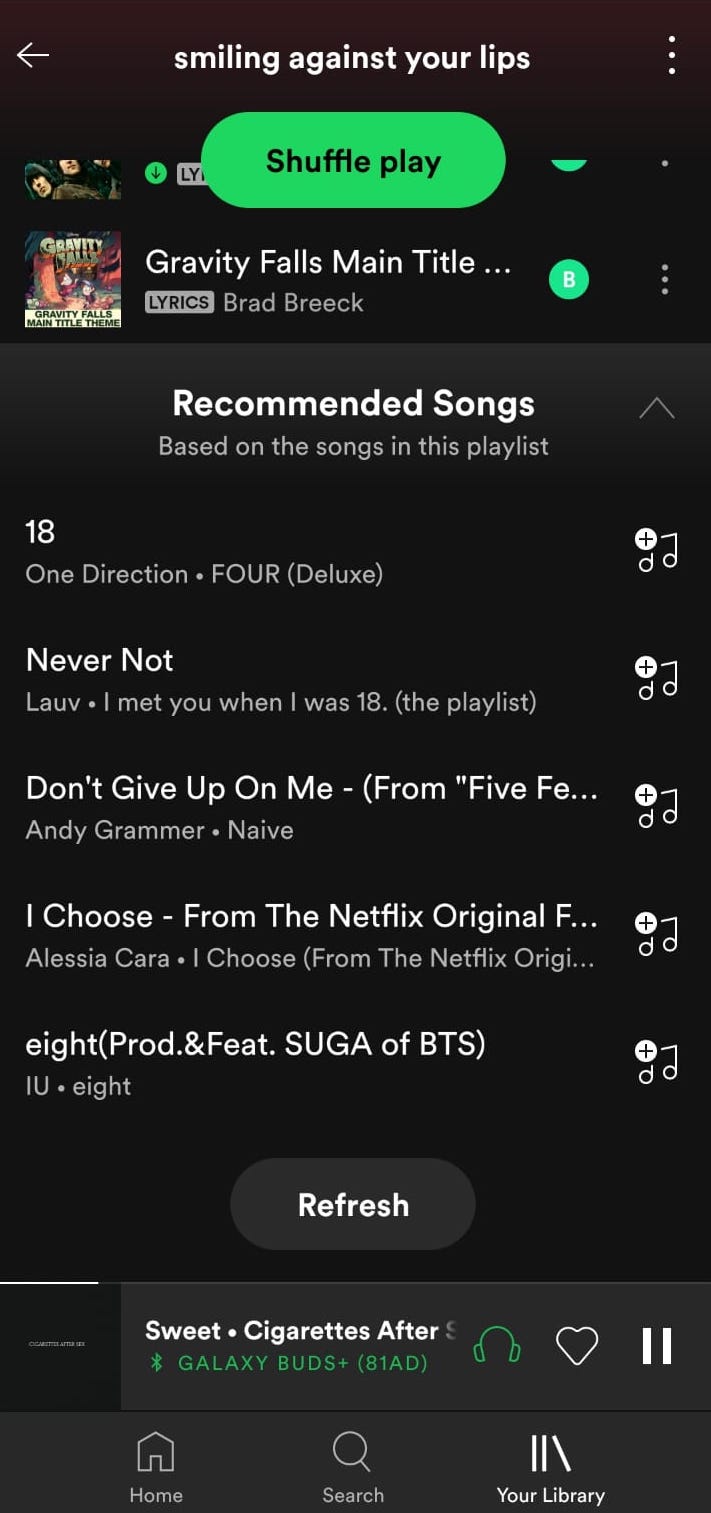 smiling against your lips
Shuffle play
GRAVITY FALLS
GRAVITY FALLS
MAIN TITLE THEME
Gravity Falls Main Title ...
LYRICS Brad Breeck
B
Recommended Songs
Based on the songs in this playlist
18
One Direction • FOUR (Deluxe)
Never Not
Lauv • I met you when I was 18. (the playlist)
Don't Give Up On Me - (From "Five Fe...
Andy Grammer • Naive
I Choose - From The Netflix Original F...
Alessia Cara • I Choose (From The Netflix Origi...
eight(Prod.&Feat. SUGA of BTS)
IU • eight
Refresh
CIGARETTES AFTER SEX
Sweet • Cigarettes After S
GALAXY BUDS+ (81AD)
Home
Search
Your Library